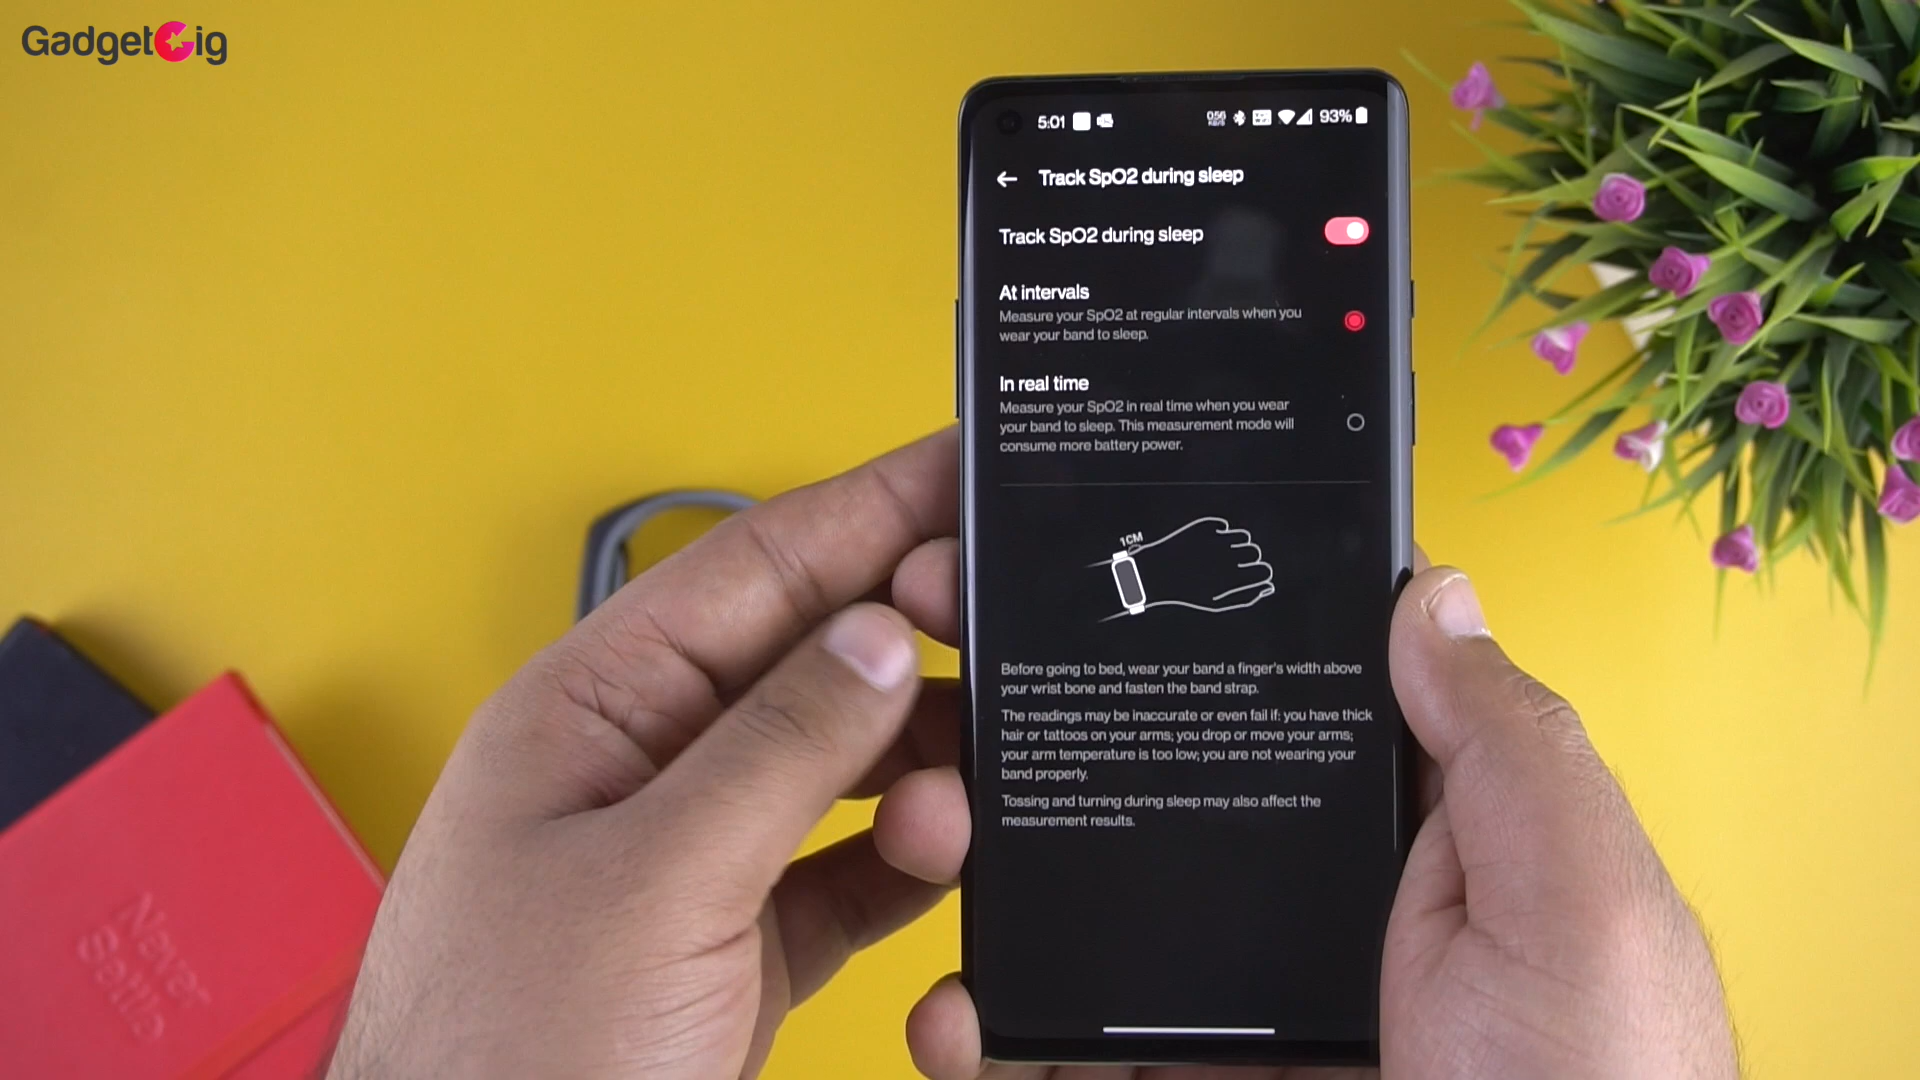 GadgetGig
5:01
93%
Track SpO2 during sleep
Track SpO2 during sleep
At intervals
Measure your SpO2 at regular intervals when you
wear your band to sleep.
In real time
Measure your SpO2 in real time when you wear
your band to sleep. This measurement mode will
consume more battery power.
1CM
Before going to bed, wear your band a finger's width above
your wrist bone and fasten the band strap.
The readings may be inaccurate or even fail if: you have thick
hair or tattoos on your arms; you drop or move your arms;
your arm temperature is too low; you are not wearing your
band properly.
Tossing and turning during sleep may also affect the
measurement results.
Never
Settle